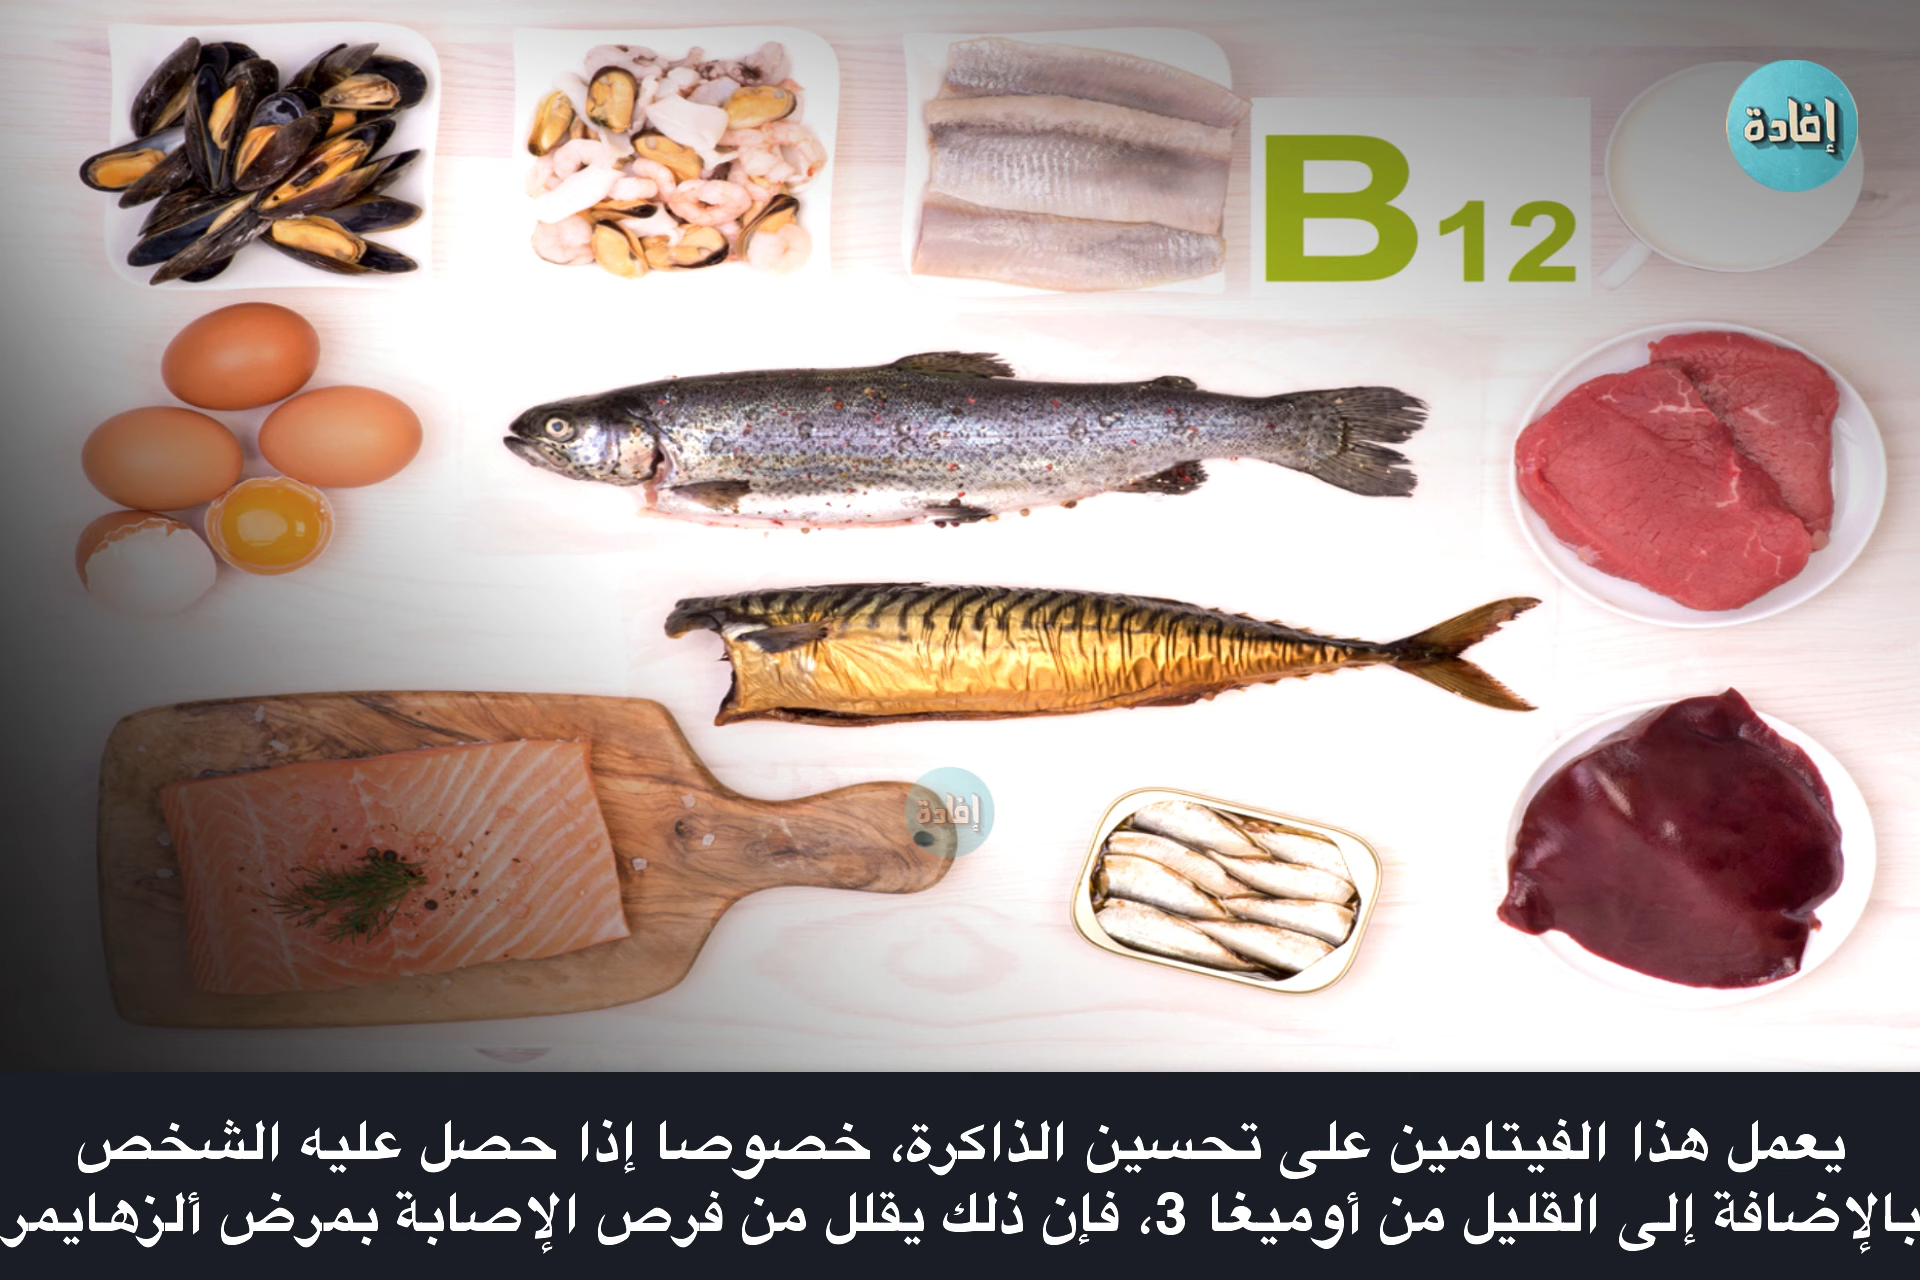 إفادة
B12
إفادة
يعمل هذا الفيتامين على تحسين الذاكرة، خصوصا إذا حصل عليه الشخص
بالإضافة إلى القليل من أوميغا 3، فإن ذلك يقلل من فرص الإصابة بمرض ألزهايمر